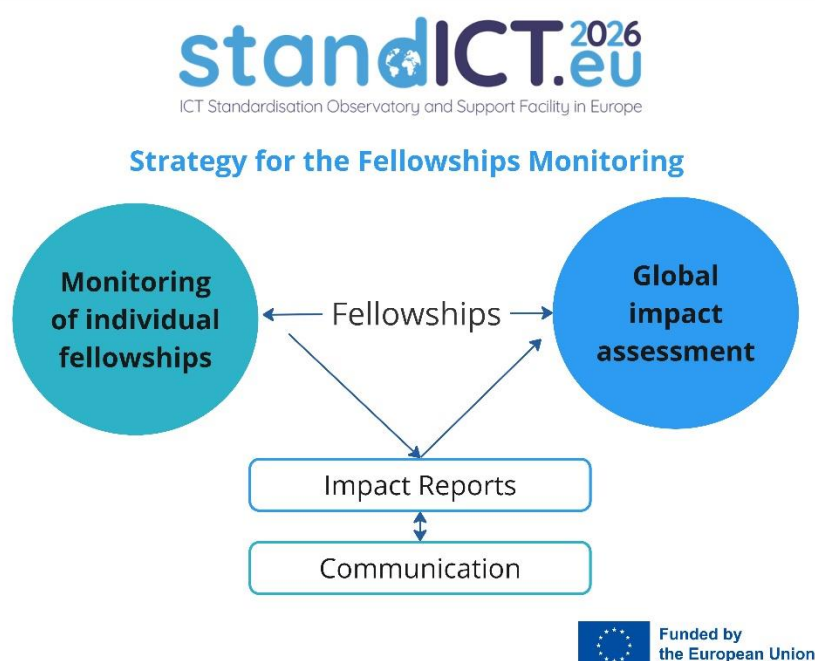 standICT.eu 2026
ICT Standardisation Observatory and Support Facility in Europe
Strategy for the Fellowships Monitoring
Monitoring
of individual
fellowships
Fellowships
Global
impact
assessment
Impact Reports
Communication
Funded by
the European Union